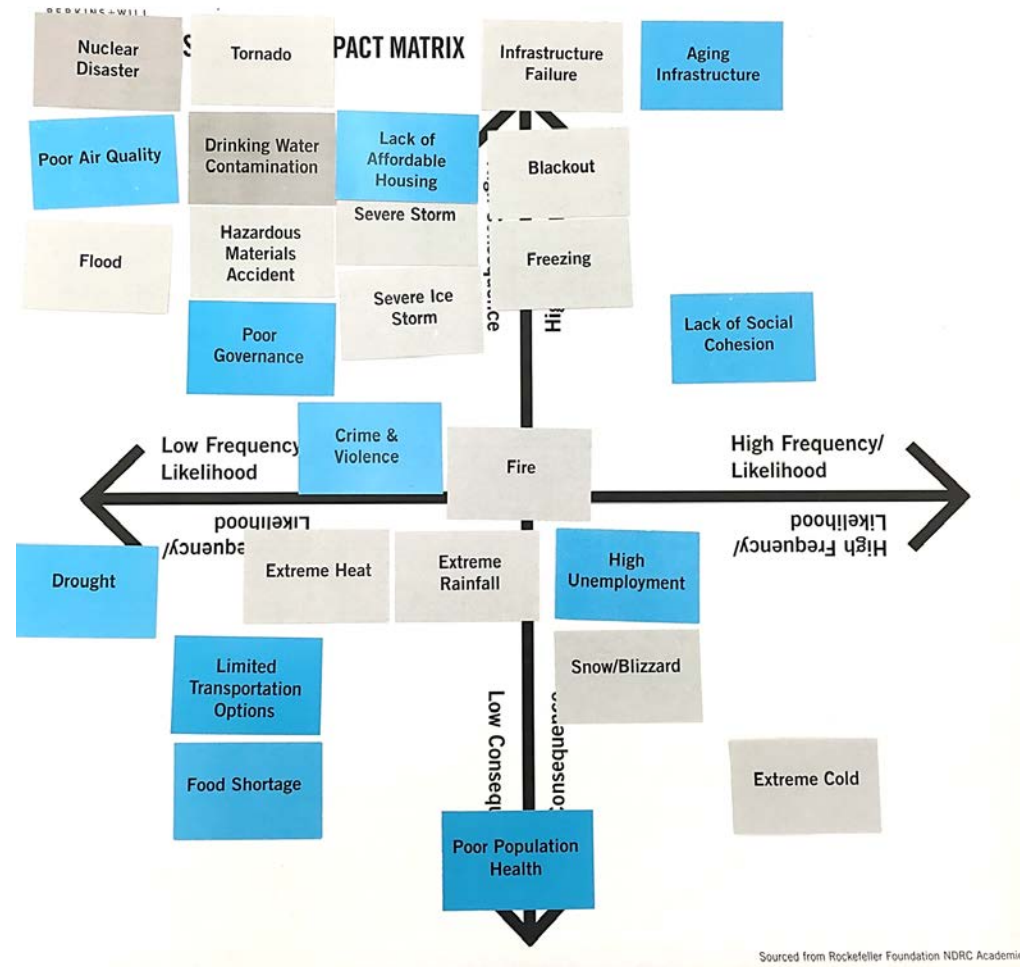 PERKINS+WILL
Nuclear
Disaster
Tornado
PACT MATRIX
Infrastructure
Failure
Aging
Infrastructure
Poor Air Quality
Drinking Water
Contamination
Lack of
Affordable
Housing
Blackout
Severe Storm
Flood
Hazardous
Materials
Accident
Freezing
Severe Ice
Storm
Poor
Governance
Lack of Social
Cohesion
Crime &
Violence
Fire
Low Frequency/
Likelihood
High Frequency/
Likelihood
Likelihood
High Frequency/
Likelihood
Drought
Extreme Heat
Extreme
Rainfall
High
Unemployment
Limited
Transportation
Options
Snow/Blizzard
Low
Food Shortage
Extreme Cold
Poor Population
Health
Sourced from Rockefeller Foundation NDRC